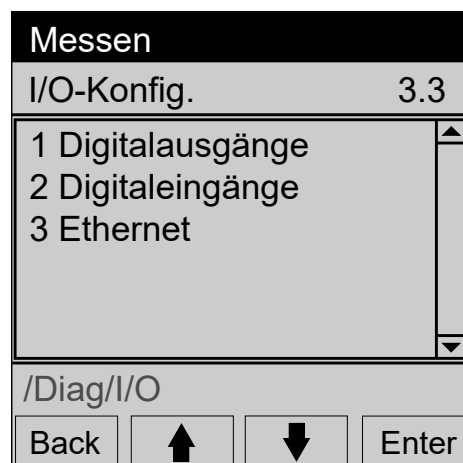 Messen
I/O-Konfig. 3.3
1 Digitalausgänge
2 Digitaleingänge
3 Ethernet
/Diag/I/O
Back Enter